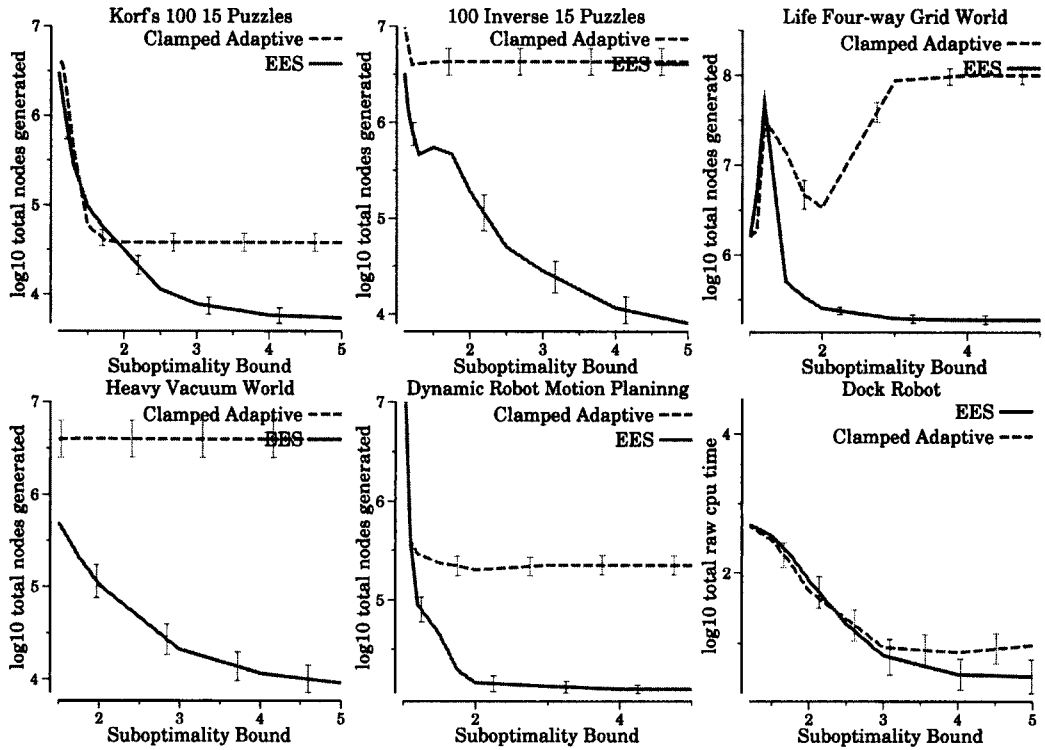 Korf's 100 15 Puzzles
7
Clamped Adaptive
EES
log10 total nodes generated
6
5
4
2
3
4
5
Suboptimality Bound
100 Inverse 15 Puzzles
7
Clamped Adaptive
EES
log10 total nodes generated
6
5
4
2
3
4
5
Suboptimality Bound
Life Four-way Grid World
Clamped Adaptive
EES
log10 total nodes generated
8
7
6
2
4
Suboptimality Bound
Heavy Vacuum World
7
Clamped Adaptive
EES
log10 total nodes generated
6
5
4
2
3
4
5
Suboptimality Bound
Dynamic Robot Motion Planinng
7
Clamped Adaptive
EES
log10 total nodes generated
6
5
2
3
4
5
Suboptimality Bound
Dock Robot
EES
Clamped Adaptive
log10 total raw cpu time
4
2
2
3
4
5
Suboptimality Bound